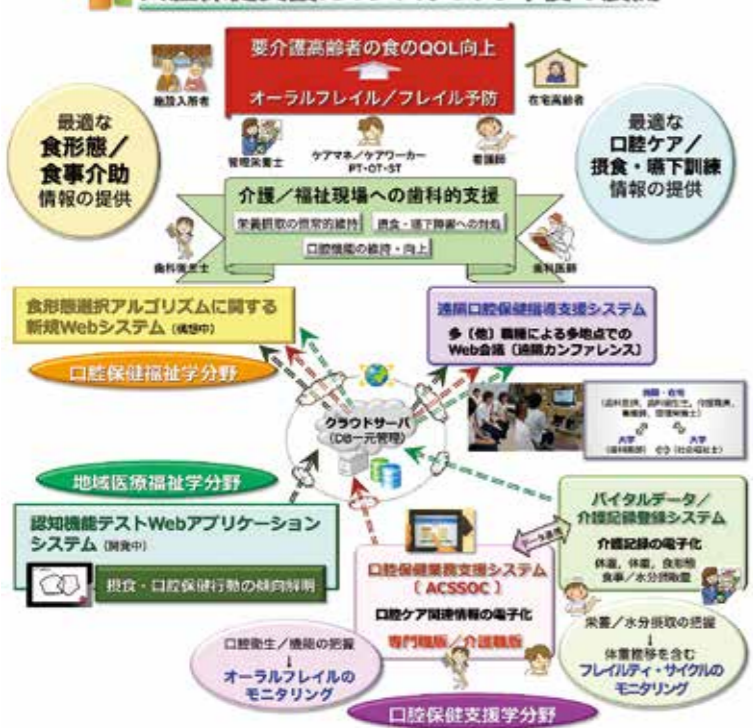 要介護高齢者の食のQOL向上
オーラルフレイル/フレイル予防
施設入所者
在宅高齢者
最適な
食形態/
食事介助
情報の提供
最適な
口腔ケア/
摂食・嚥下訓練
情報の提供
管理栄養士
ケアマネ/ケアワーカー
PT・OT・ST
看護師
介護/福祉現場への歯科的支援
栄養摂取の恒常的維持
摂食・嚥下障害への対処
口腔機能の維持・向上
歯科衛生士
歯科医師
食形態選択アルゴリズムに関する
新規Webシステム（構想中）
口腔保健福祉学分野
遠隔口腔保健指導支援システム
多（他）職種による多地点での
Web会議（遠隔カンファレンス）
クラウドサーバ
（DB一元管理）
施設・在宅
大学
大学
（歯科医師）
（社会福祉士）
地域医療福祉学分野
認知機能テストWebアプリケーション
システム（開発中）
摂食・口腔保健行動の傾向解明
バイタルデータ/
介護記録登録システム
介護記録の電子化
体温、体重、食形態
食事/水分摂取量
データ連携
口腔保健業務支援システム
（ACSSOC）
口腔ケア関連情報の電子化
専門職版/介護職版
口腔衛生/機能の把握
↓
オーラルフレイルの
モニタリング
栄養/水分摂取の把握
↓
体重推移を含む
フレイルティ・サイクルの
モニタリング
口腔保健支援学分野